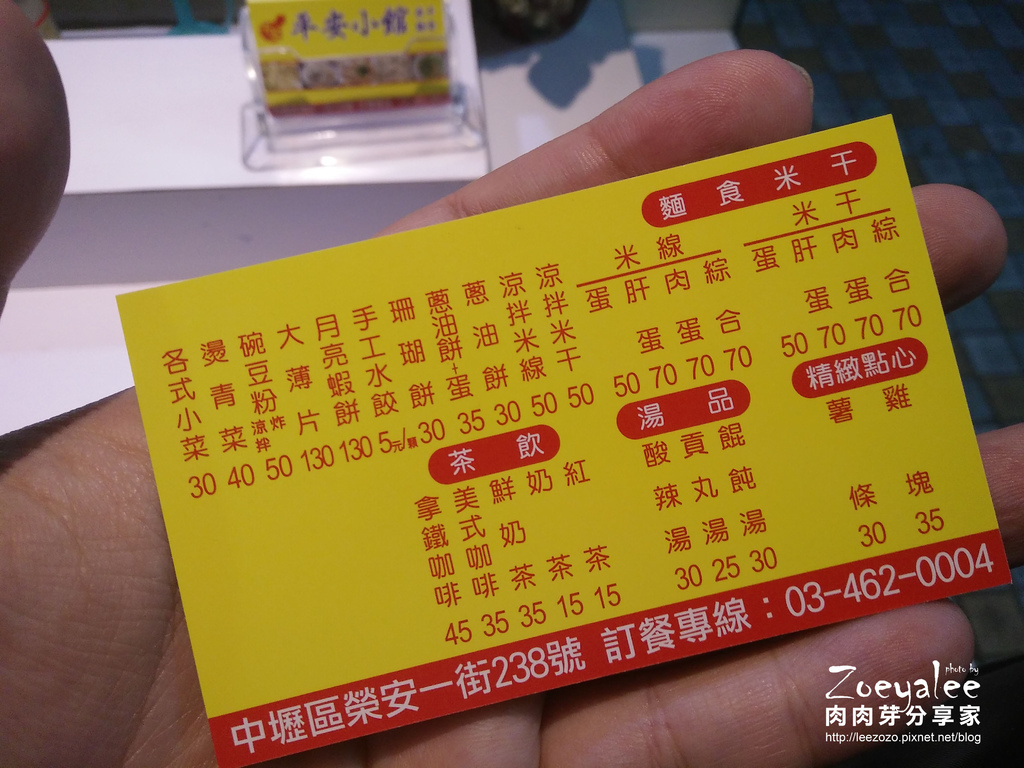 平安小館
麵食米干
米干
綜合 70
肉蛋 70
肝蛋 70
蛋 50
米線
綜合 70
肉蛋 70
肝蛋 70
蛋 50
涼拌米干 50
涼拌米線 50
蔥油餅 30
蔥油餅+蛋 35
珊瑚餅 30
手工水餃 5元/顆
月亮蝦餅 130
大薄片 130
碗豆粉 炸 涼拌 50
燙青菜 40
各式小菜 30
精緻點心
雞塊 35
薯條 30
湯品
餛飩湯 30
貢丸湯 25
酸辣湯 30
茶飲
紅茶 15
奶茶 15
鮮奶茶 35
美式咖啡 35
拿鐵咖啡 45
中壢區榮安一街238號 訂餐專線：03-462-0004
photo by
Zoeyalee
肉肉芽分享家
http://leezozo.pixnet.net/blog